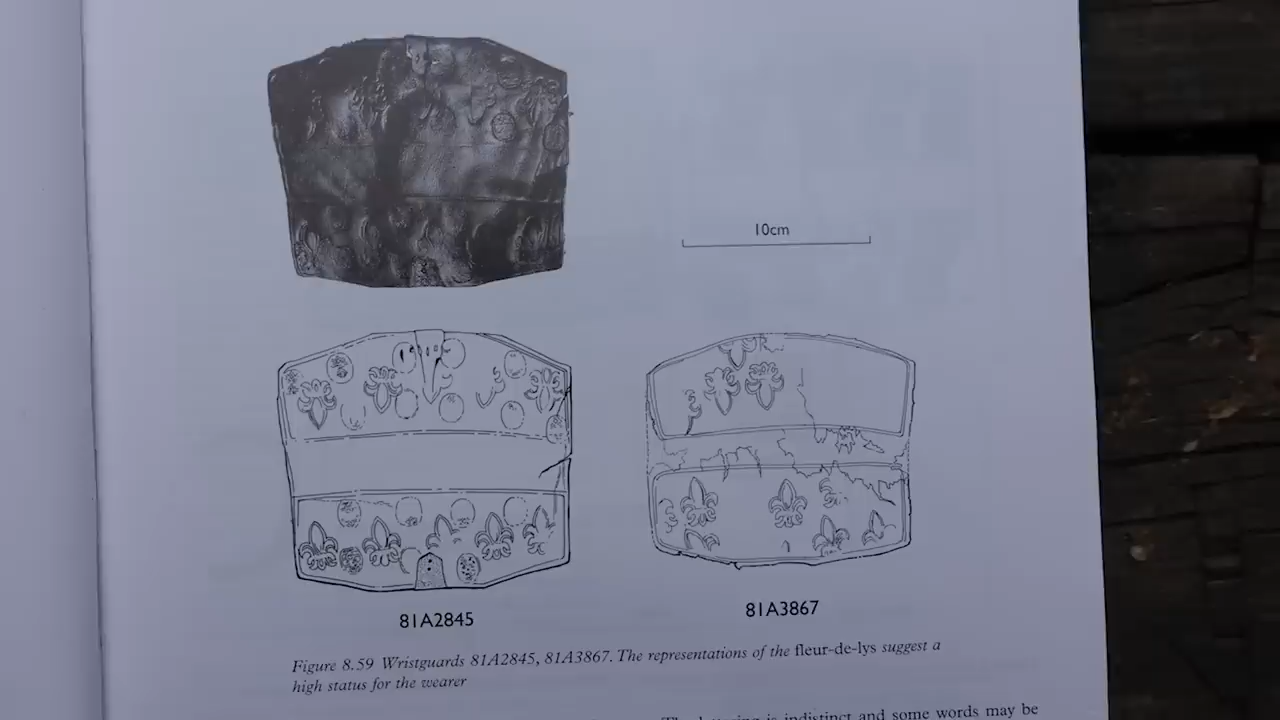 10cm
81A2845
81A3867
Figure 8.59 Wristguards 81A2845, 81A3867. The representations of the fleur-de-lys suggest a
high status for the wearer
The lettering is indistinct and some words may be